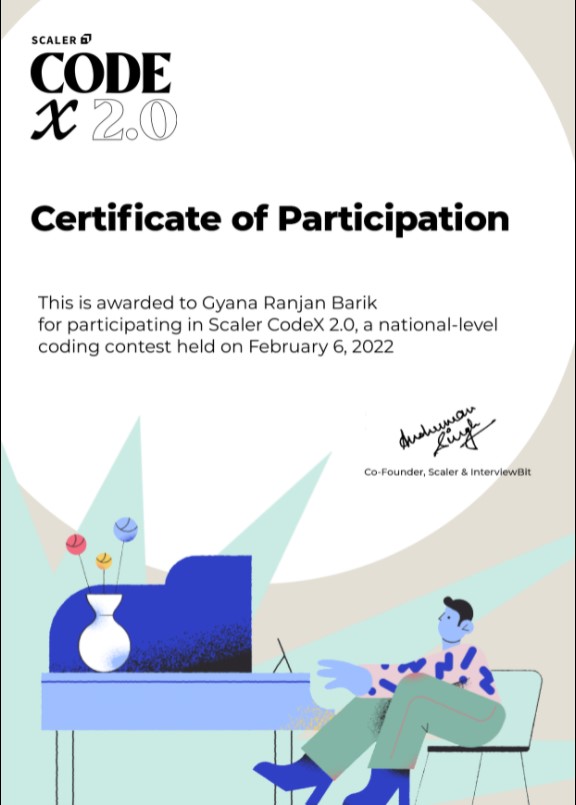 SCALER
CODE
X 2.0
Certificate of Participation
This is awarded to Gyana Ranjan Barik
for participating in Scaler CodeX 2.0, a national-level
coding contest held on February 6, 2022
Anshuman
Singh
Co-Founder, Scaler & InterviewBit